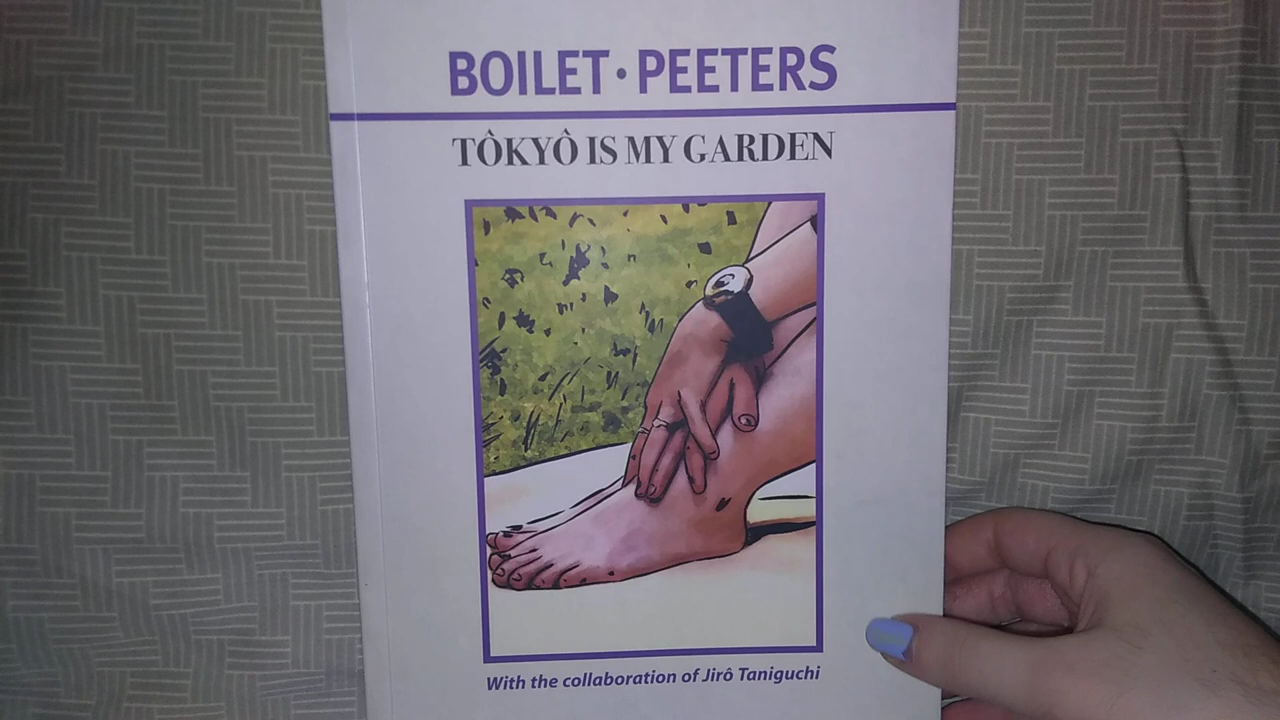 BOILET • PEETERS
TÔKYÔ IS MY GARDEN
With the collaboration of Jirô Taniguchi